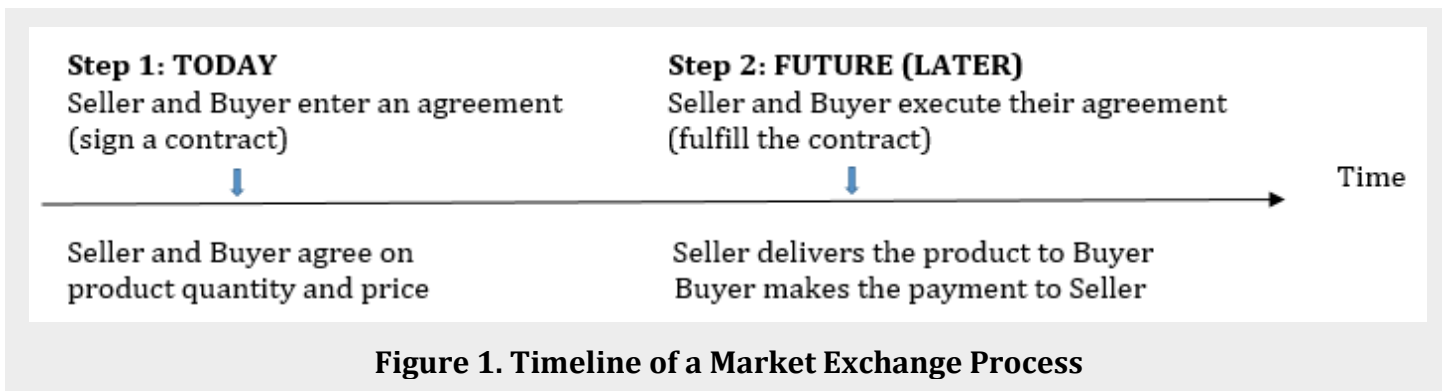 Step 1: TODAY
Seller and Buyer enter an agreement
(sign a contract)
Step 2: FUTURE (LATER)
Seller and Buyer execute their agreement
(fulfill the contract)
Time
Seller and Buyer agree on
product quantity and price
Seller delivers the product to Buyer
Buyer makes the payment to Seller
Figure 1. Timeline of a Market Exchange Process